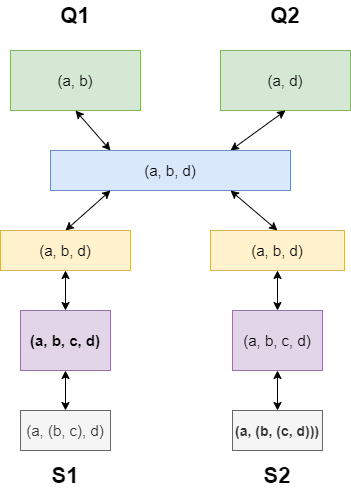 Q1 Q2
(a, b) (a, d)
(a, b, d)
(a, b, d) (a, b, d)
(a, b, c, d) (a, b, c, d)
(a, (b, c), d) (a, (b, (c, d)))
S1 S2